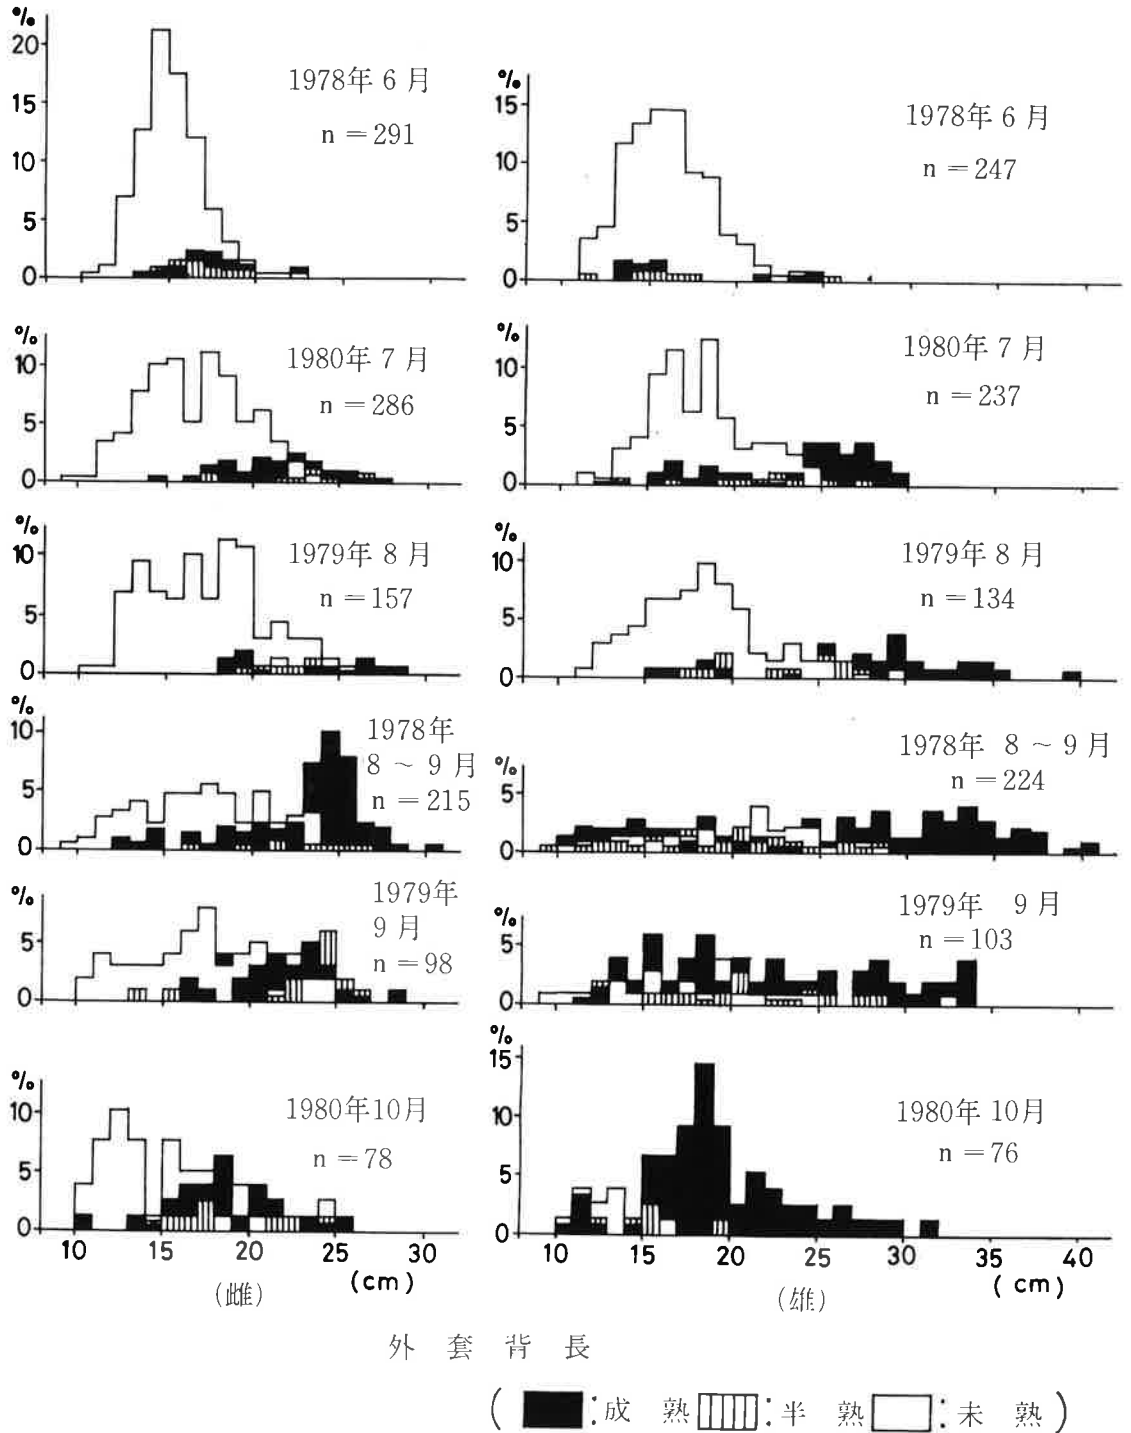 %
20
15
10
5
0
1978年 6 月
n = 291
%
15
10
5
0
1978年 6 月
n = 247
%
10
5
0
1980年 7 月
n = 286
%
10
5
0
1980年 7 月
n = 237
%
10
5
0
1979年 8 月
n = 157
%
10
5
0
1979年 8 月
n = 134
%
10
5
0
1978年
8 ~ 9 月
n = 215
%
5
0
1978年 8 ~ 9 月
n = 224
%
5
0
1979年
9 月
n = 98
%
5
0
1979年 9 月
n = 103
%
10
5
0
1980年10月
n = 78
10 15 20 25 30
(cm)
(雌)
%
15
10
5
0
1980年 10月
n = 76
10 15 20 25 30 35 40
(cm)
(雄)
外 套 背 長
( :成 熟 :半 熟 :未 熟 )